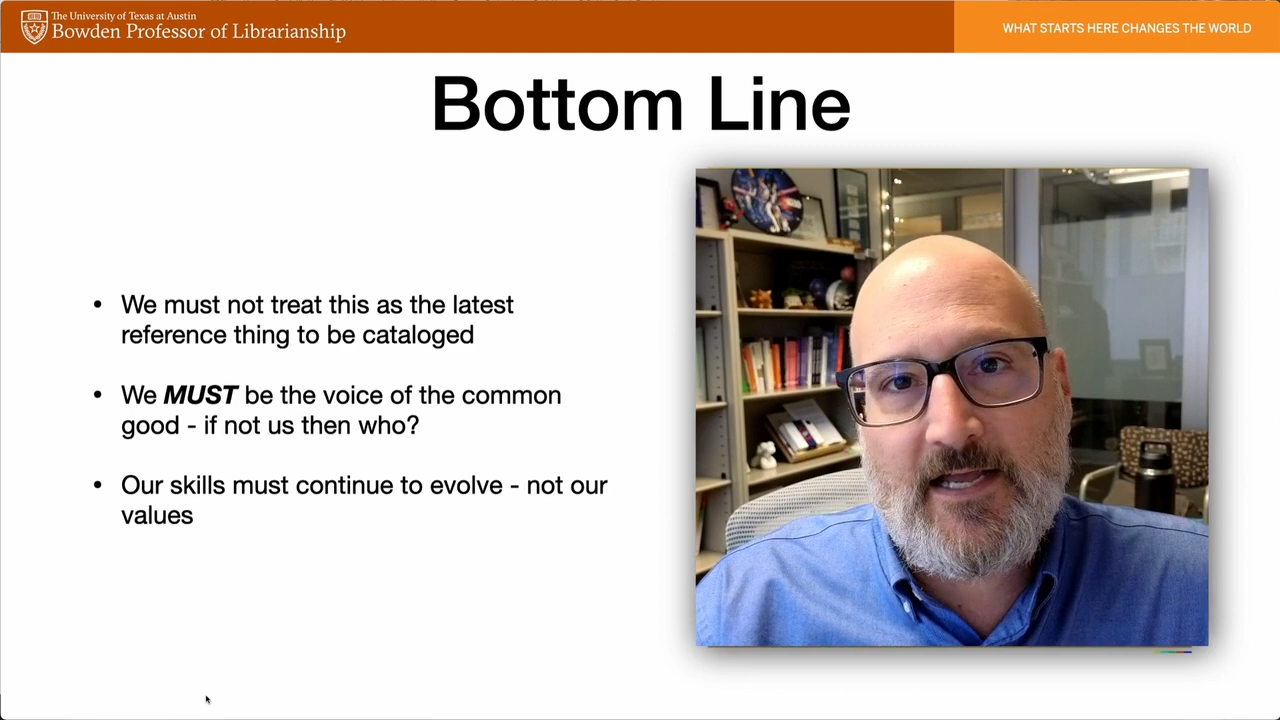 The University of Texas at Austin
Bowden Professor of Librarianship
WHAT STARTS HERE CHANGES THE WORLD
Bottom Line
• We must not treat this as the latest
reference thing to be cataloged
• We MUST be the voice of the common
good - if not us then who?
• Our skills must continue to evolve - not our
values